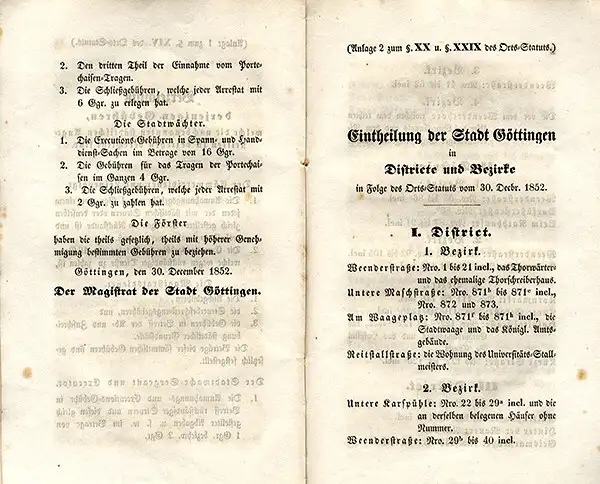 2. Den dritten Theil der Einnahme vom Porte-
chaisen-Tragen.
3. Die Schließgebühren, welche jeder Arrestat mit
6 Ggr. zu erlegen hat.
Die Stadtwächter.
1. Die Executions-Gebühren in Spann- und Hand-
dienst-Sachen im Betrage von 16 Ggr.
2. Die Gebühren für das Tragen der Portechai-
sen im Ganzen 4 Ggr.
3. Die Schließgebühren, welche jeder Arrestat mit
2 Ggr. zu zahlen hat.
Die Förster
haben die theils gesetzlich, theils mit höherer Geneh-
migung bestimmten Gebühren zu beziehen.
Göttingen, den 30. December 1852.
Der Magistrat der Stadt Göttingen.
(Anlage 2 zum §. XX u. §. XXIX des Orts-Statuts.)
Eintheilung der Stadt Göttingen
in
Districte und Bezirke
in Folge des Orts-Statuts vom 30. Decbr. 1852.
I. District.
1. Bezirk.
Weenderstraße: Nro. 1 bis 21 incl., das Thorwärter-
und das ehemalige Thorschreiberhaus.
Untere Maschstraße: Nro. 871ᵇ bis 871ᵉ incl.,
Nro. 872 und 873.
Am Waageplatz: Nro. 871ᶠ bis 871ʰ incl., die
Stadtwaage und das Königl. Amts-
gebäude.
Reitstallstraße: die Wohnung des Universitäts-Stall-
meisters.
2. Bezirk.
Untere Karspühle: Nro. 22 bis 29ᵃ incl. und die
an derselben belegenen Häuser ohne
Nummer.
Weenderstraße: Nro. 29ᵇ bis 40 incl.